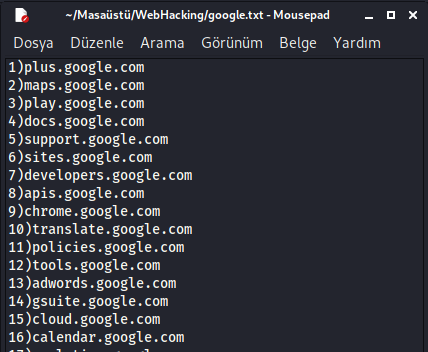 ~/Masaüstü/WebHacking/google.txt - Mousepad
Dosya Düzenle Arama Görünüm Belge Yardım
1)plus.google.com
2)maps.google.com
3)play.google.com
4)docs.google.com
5)support.google.com
6)sites.google.com
7)developers.google.com
8)apis.google.com
9)chrome.google.com
10)translate.google.com
11)policies.google.com
12)tools.google.com
13)adwords.google.com
14)gsuite.google.com
15)cloud.google.com
16)calendar.google.com